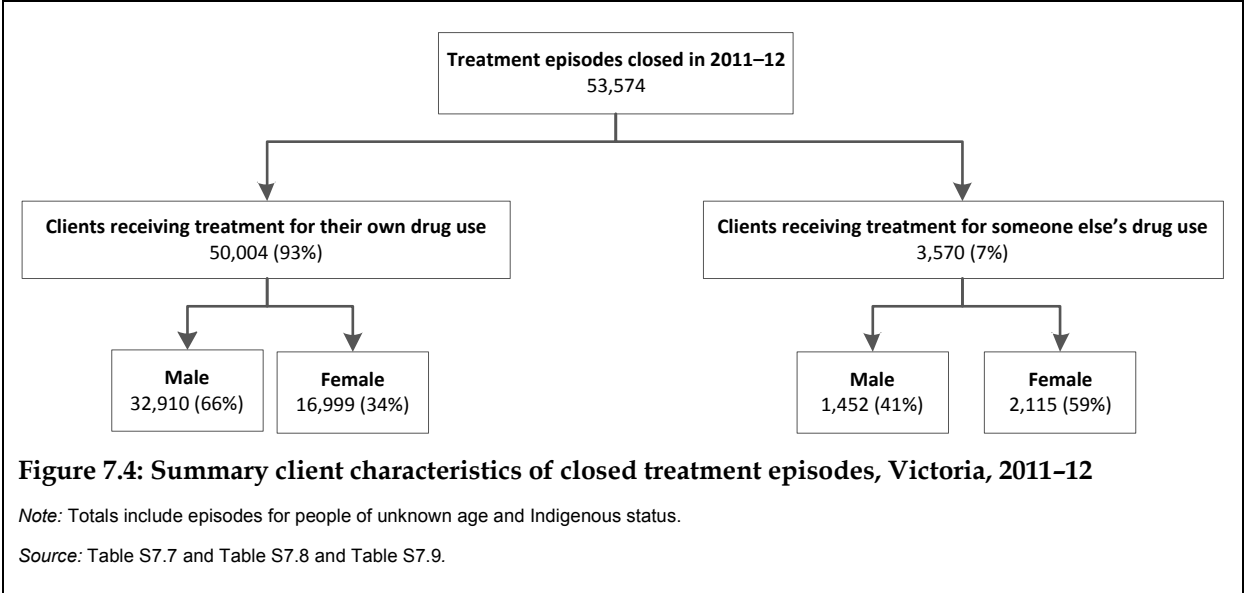 Treatment episodes closed in 2011–12
53,574
Clients receiving treatment for their own drug use
50,004 (93%)
Clients receiving treatment for someone else’s drug use
3,570 (7%)
Male
32,910 (66%)
Female
16,999 (34%)
Male
1,452 (41%)
Female
2,115 (59%)
Figure 7.4: Summary client characteristics of closed treatment episodes, Victoria, 2011–12
Note: Totals include episodes for people of unknown age and Indigenous status.
Source: Table S7.7 and Table S7.8 and Table S7.9.